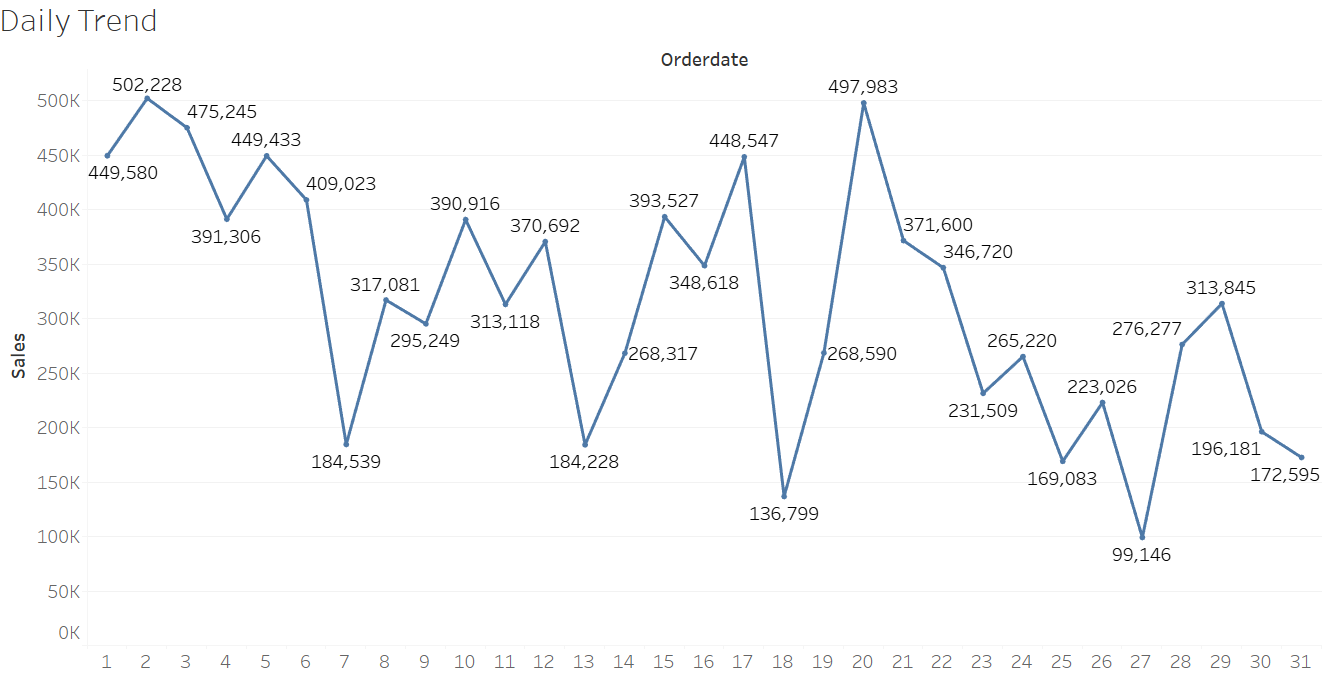 Daily Trend
Orderdate
502,228
497,983
500K
475,245
449,433
448,547
450K
449,580
409,023
390,916
393,527
400K
391,306
370,692
371,600
350K
348,618
346,720
317,081
313,845
300K
295,249
313,118
276,277
265,220
268,317
268,590
250K
231,509
223,026
200K
184,539
184,228
169,083
196,181
172,595
150K
136,799
100K
99,146
50K
0K
Sales
1 2 3 4 5 6 7 8 9 10 11 12 13 14 15 16 17 18 19 20 21 22 23 24 25 26 27 28 29 30 31